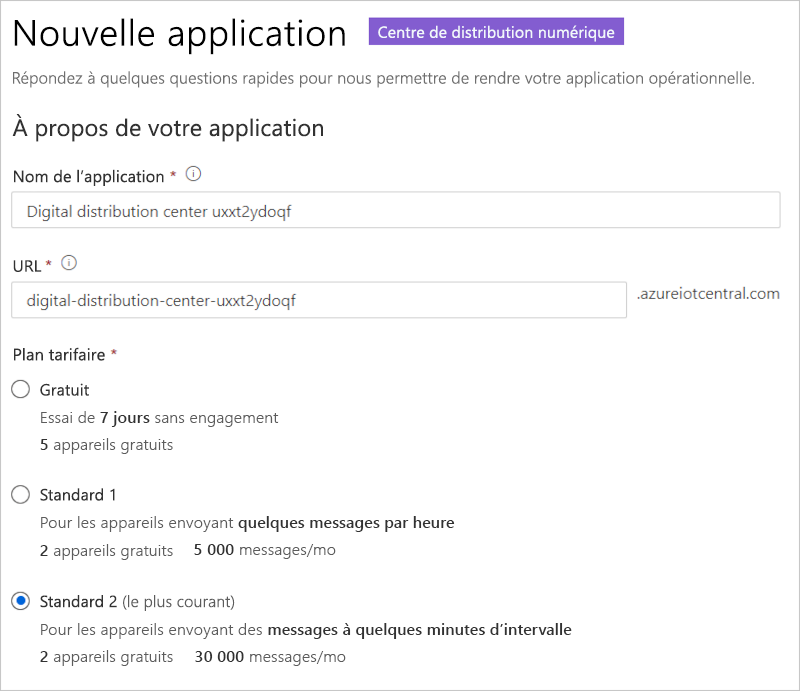 Nouvelle application Centre de distribution numérique
Répondez à quelques questions rapides pour nous permettre de rendre votre application opérationnelle.
À propos de votre application
Nom de l’application *
Digital distribution center uxxt2ydoqf
URL *
digital-distribution-center-uxxt2ydoqf .azureiotcentral.com
Plan tarifaire *
Gratuit
Essai de 7 jours sans engagement
5 appareils gratuits
Standard 1
Pour les appareils envoyant quelques messages par heure
2 appareils gratuits 5 000 messages/mo
Standard 2 (le plus courant)
Pour les appareils envoyant des messages à quelques minutes d’intervalle
2 appareils gratuits 30 000 messages/mo